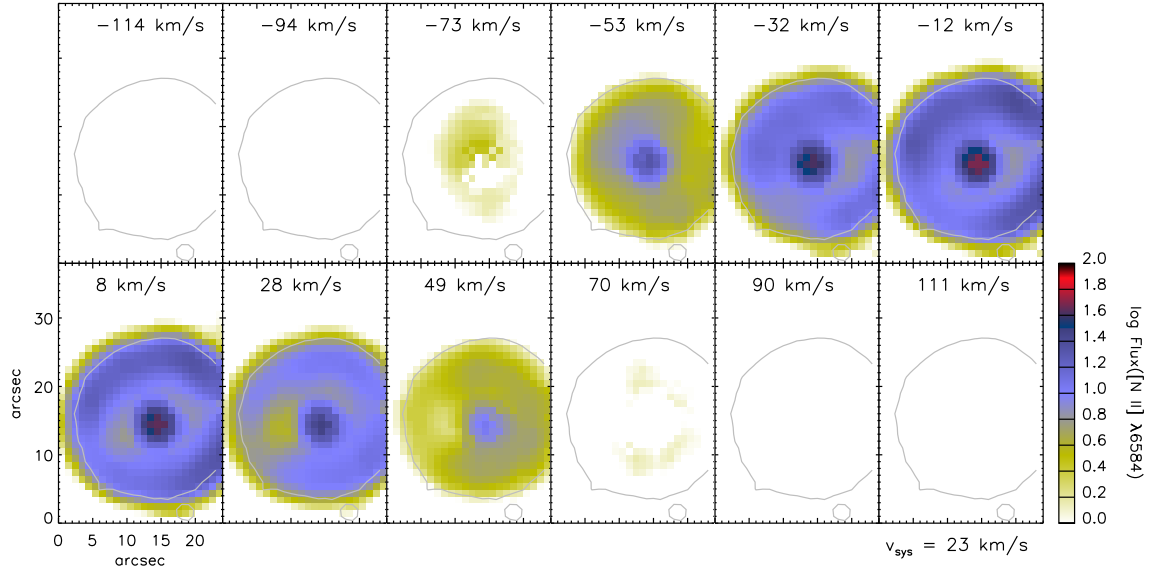 −114 km/s −94 km/s −73 km/s −53 km/s −32 km/s −12 km/s
8 km/s 28 km/s 49 km/s 70 km/s 90 km/s 111 km/s
30
20
10
0
arcsec
0 5 10 15 20
arcsec
v_sys = 23 km/s
2.0
1.8
1.6
1.4
1.2
1.0
0.8
0.6
0.4
0.2
0.0
log Flux([N II] λ6584)